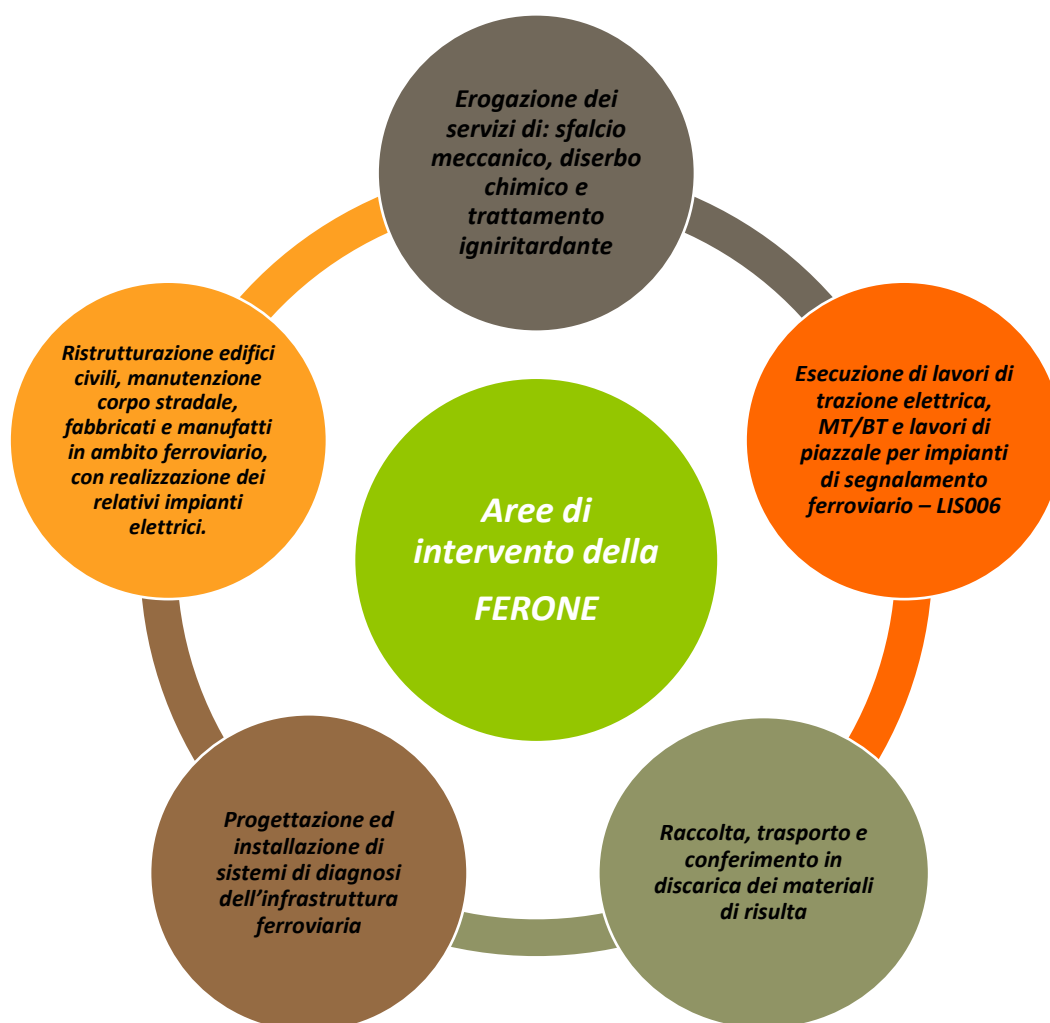 Erogazione dei
servizi di: sfalcio
meccanico, diserbo
chimico e
trattamento
igniritardante
Ristrutturazione edifici
civili, manutenzione
corpo stradale,
fabbricati e manufatti
in ambito ferroviario,
con realizzazione dei
relativi impianti
elettrici.
Esecuzione di lavori di
trazione elettrica,
MT/BT e lavori di
piazzale per impianti
di segnalamento
ferroviario – LIS006
Aree di
intervento della
FERONE
Progettazione ed
installazione di
sistemi di diagnosi
dell’infrastruttura
ferroviaria
Raccolta, trasporto e
conferimento in
discarica dei materiali
di risulta